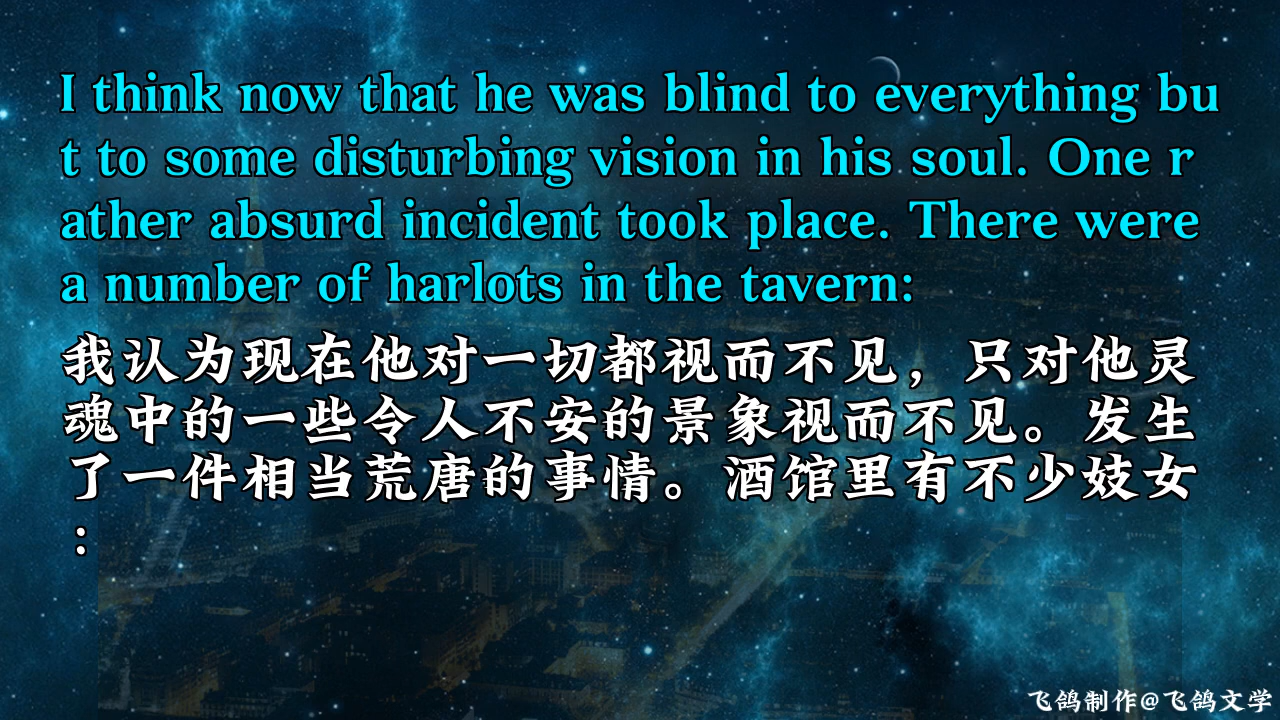 I think now that he was blind to everything bu
t to some disturbing vision in his soul. One r
ather absurd incident took place. There were
a number of harlots in the tavern:
我认为现在他对一切都视而不见，只对他灵
魂中的一些令人不安的景象视而不见。发生
了一件相当荒唐的事情。酒馆里有不少妓女
：
飞鸽制作@飞鸽文学